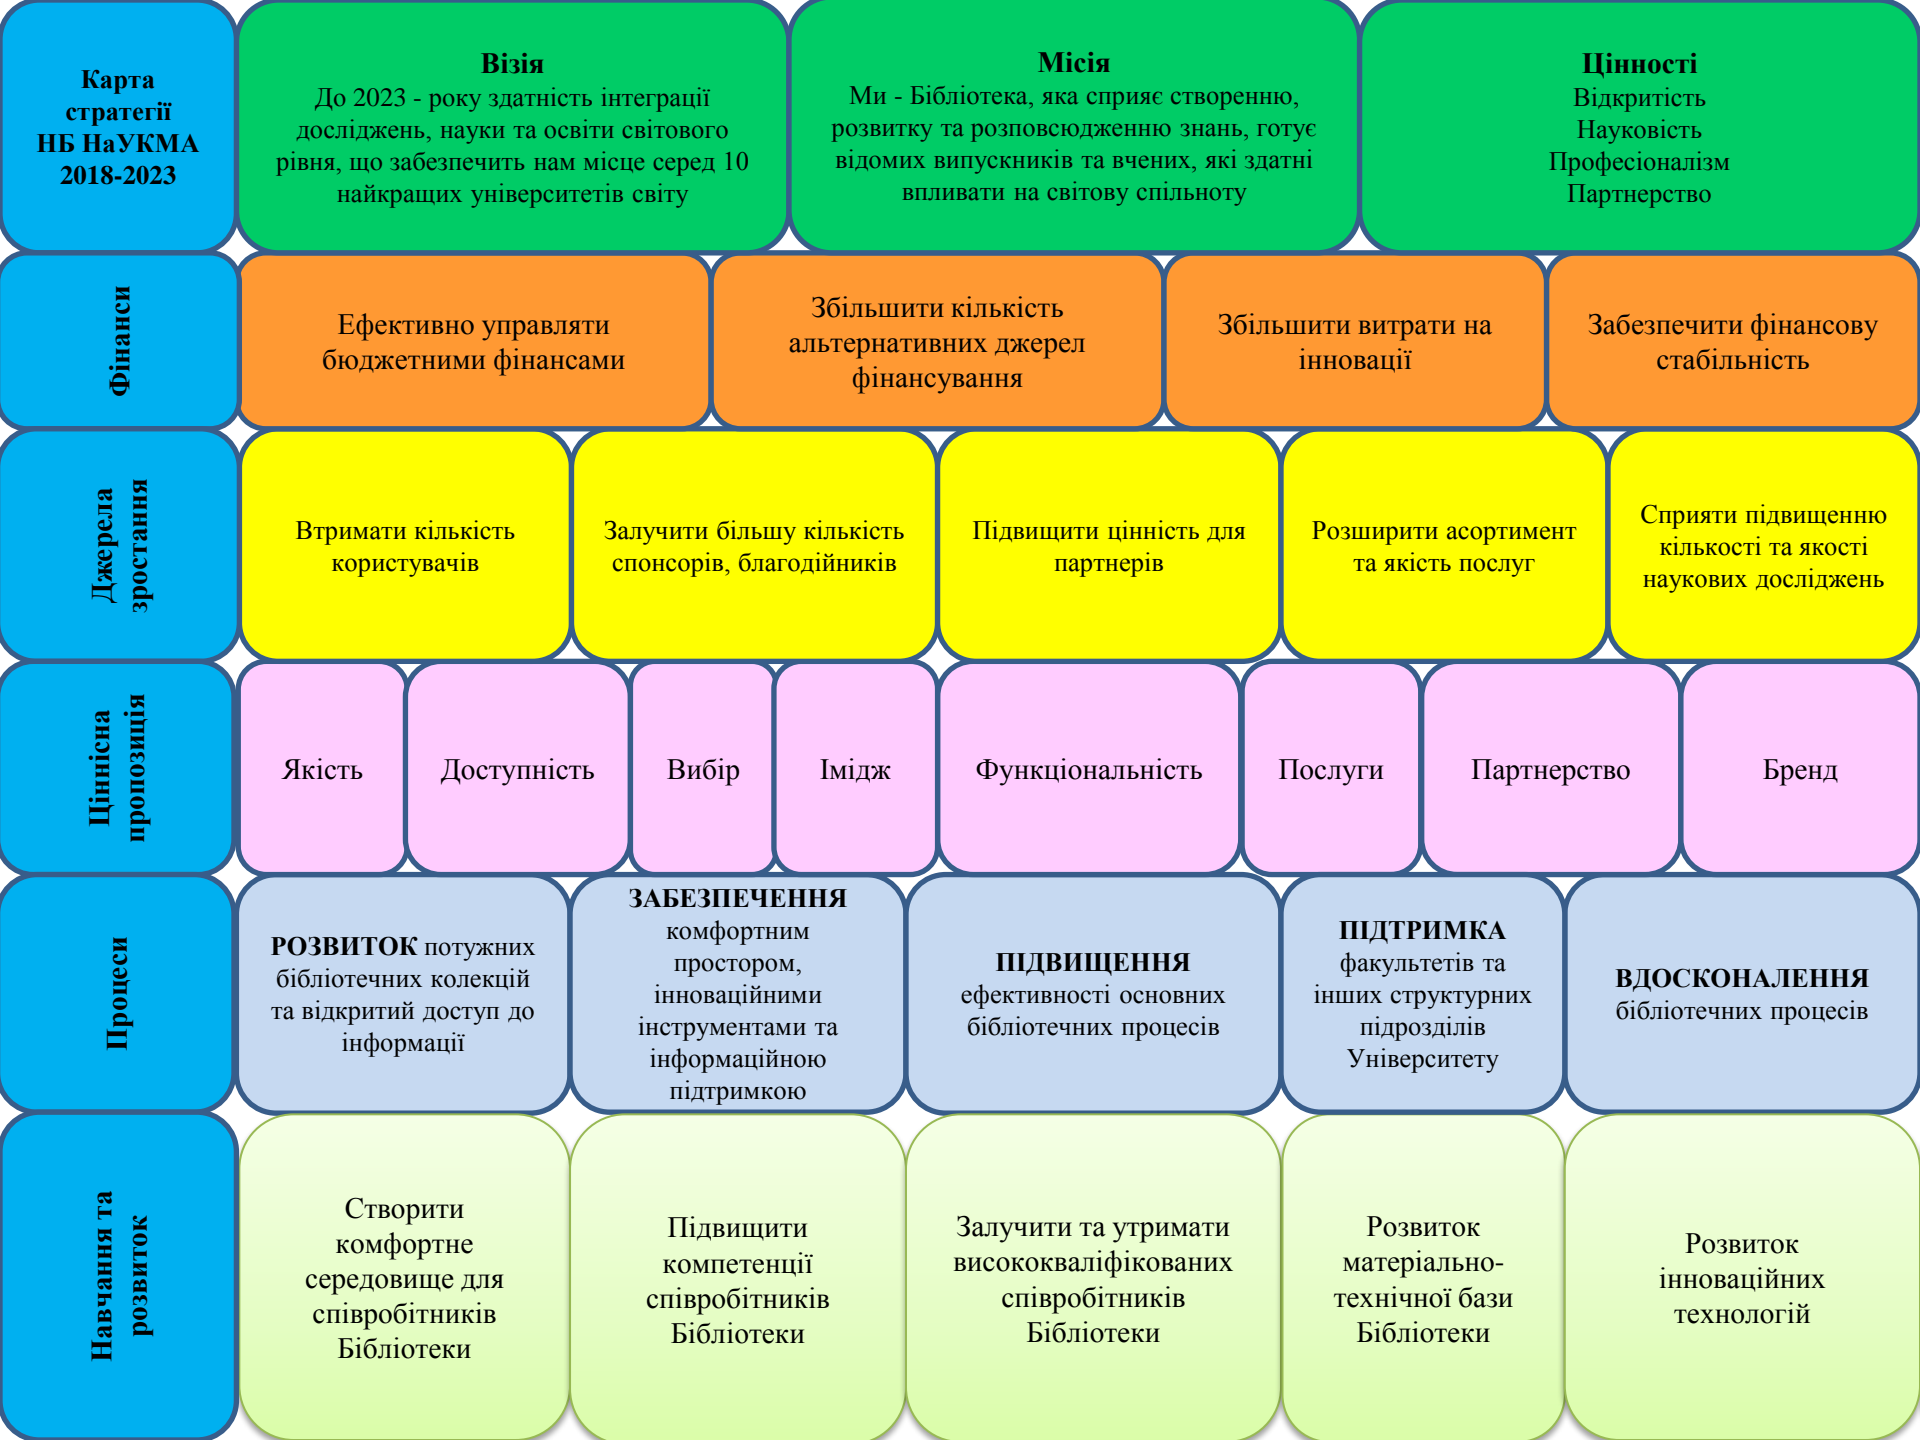 Карта
стратегії
НБ НаУКМА
2018-2023
Візія
До 2023 - року здатність інтеграції
досліджень, науки та освіти світового
рівня, що забезпечить нам місце серед 10
найкращих університетів світу
Місія
Ми - Бібліотека, яка сприяє створенню,
розвитку та розповсюдженню знань, готує
відомих випускників та вчених, які здатні
впливати на світову спільноту
Цінності
Відкритість
Науковість
Професіоналізм
Партнерство
Фінанси
Ефективно управляти
бюджетними фінансами
Збільшити кількість
альтернативних джерел
фінансування
Збільшити витрати на
інновації
Забезпечити фінансову
стабільність
Джерела
зростання
Втримати кількість
користувачів
Залучити більшу кількість
спонсорів, благодійників
Підвищити цінність для
партнерів
Розширити асортимент
та якість послуг
Сприяти підвищенню
кількості та якості
наукових досліджень
Ціннісна
пропозиція
Якість
Доступність
Вибір
Імідж
Функціональність
Послуги
Партнерство
Бренд
Процеси
РОЗВИТОК потужних
бібліотечних колекцій
та відкритий доступ до
інформації
ЗАБЕЗПЕЧЕННЯ
комфортним
простором,
інноваційними
інструментами та
інформаційною
підтримкою
ПІДВИЩЕННЯ
ефективності основних
бібліотечних процесів
ПІДТРИМКА
факультетів та
інших структурних
підрозділів
Університету
ВДОСКОНАЛЕННЯ
бібліотечних процесів
Навчання та
розвиток
Створити
комфортне
середовище для
співробітників
Бібліотеки
Підвищити
компетенції
співробітників
Бібліотеки
Залучити та утримати
висококваліфікованих
співробітників
Бібліотеки
Розвиток
матеріально-
технічної бази
Бібліотеки
Розвиток
інноваційних
технологій